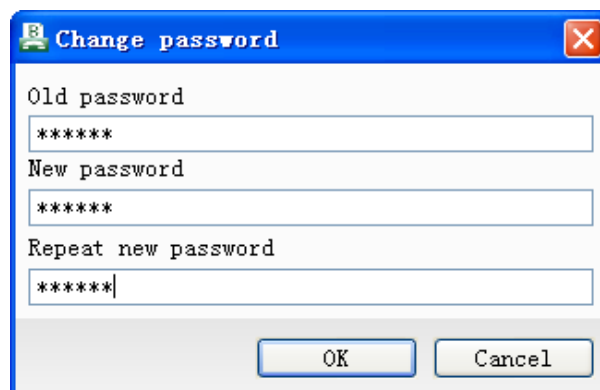 Change password
Old password
******
New password
******
Repeat new password
******
OK
Cancel